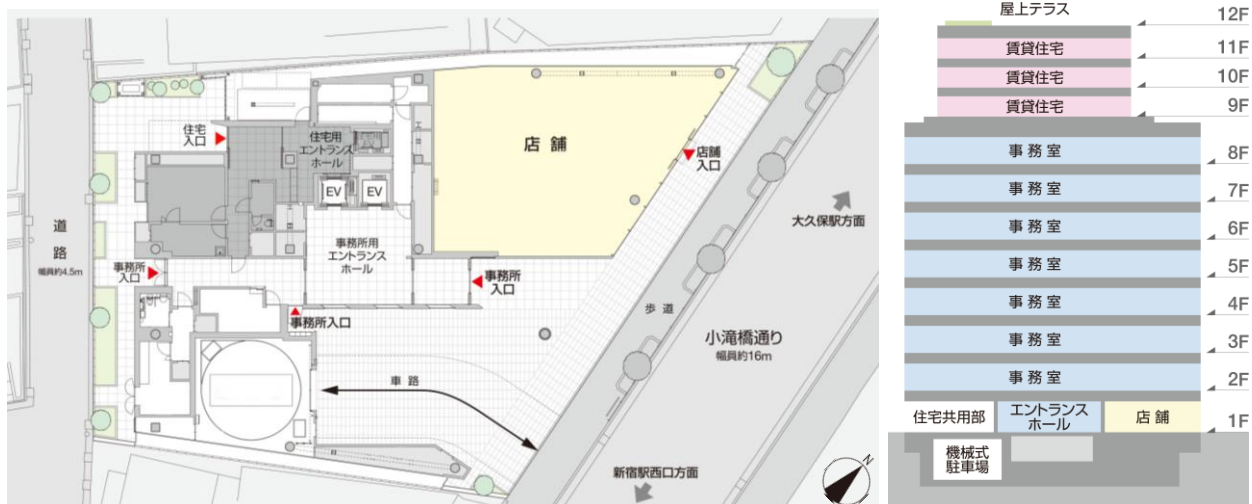 住宅
入口
住宅用
エントランス
ホール
EV
EV
店舗
店舗
入口
道路
幅員約4.5m
事務所
入口
事務所用
エントランス
ホール
事務所
入口
事務所入口
車路
歩道
小滝橋通り
幅員約16m
大久保駅方面
新宿駅西口方面
N
屋上テラス
12F
賃貸住宅
11F
賃貸住宅
10F
賃貸住宅
9F
事務室
8F
事務室
7F
事務室
6F
事務室
5F
事務室
4F
事務室
3F
事務室
2F
住宅共用部
エントランス
ホール
店舗
1F
機械式
駐車場